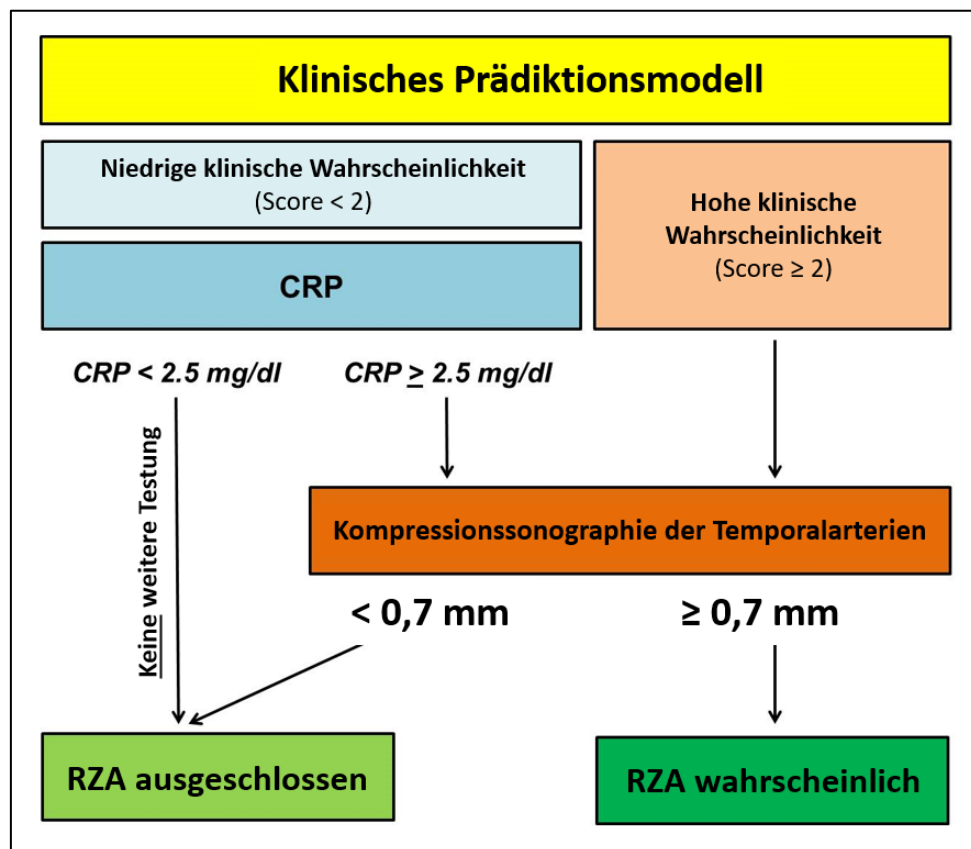 Klinisches Prädiktionsmodell
Niedrige klinische Wahrscheinlichkeit
(Score < 2)
Hohe klinische
Wahrscheinlichkeit
(Score ≥ 2)
CRP
CRP < 2.5 mg/dl
CRP ≥ 2.5 mg/dl
Keine weitere Testung
Kompressionssonographie der Temporalarterien
< 0,7 mm
≥ 0,7 mm
RZA ausgeschlossen
RZA wahrscheinlich